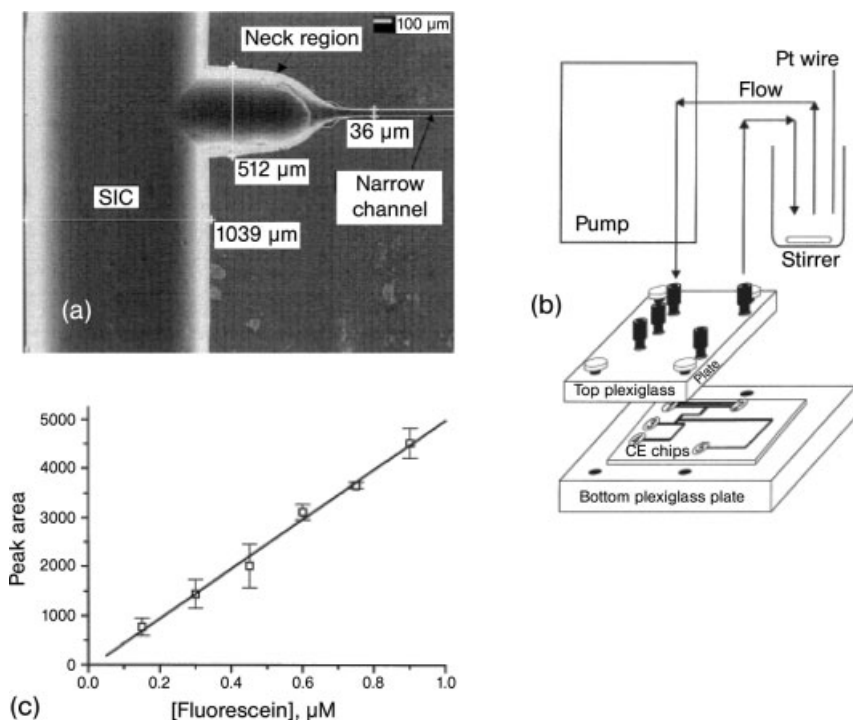 100 µm
Neck region
36 µm
512 µm
Narrow
channel
SIC
1039 µm
(a)
Pt wire
Flow
Pump
Stirrer
(b)
Top plexiglass
Plate
CE chips
Bottom plexiglass plate
5000
4000
3000
2000
1000
0
Peak area
0.0 0.2 0.4 0.6 0.8 1.0
[Fluorescein], µM
(c)